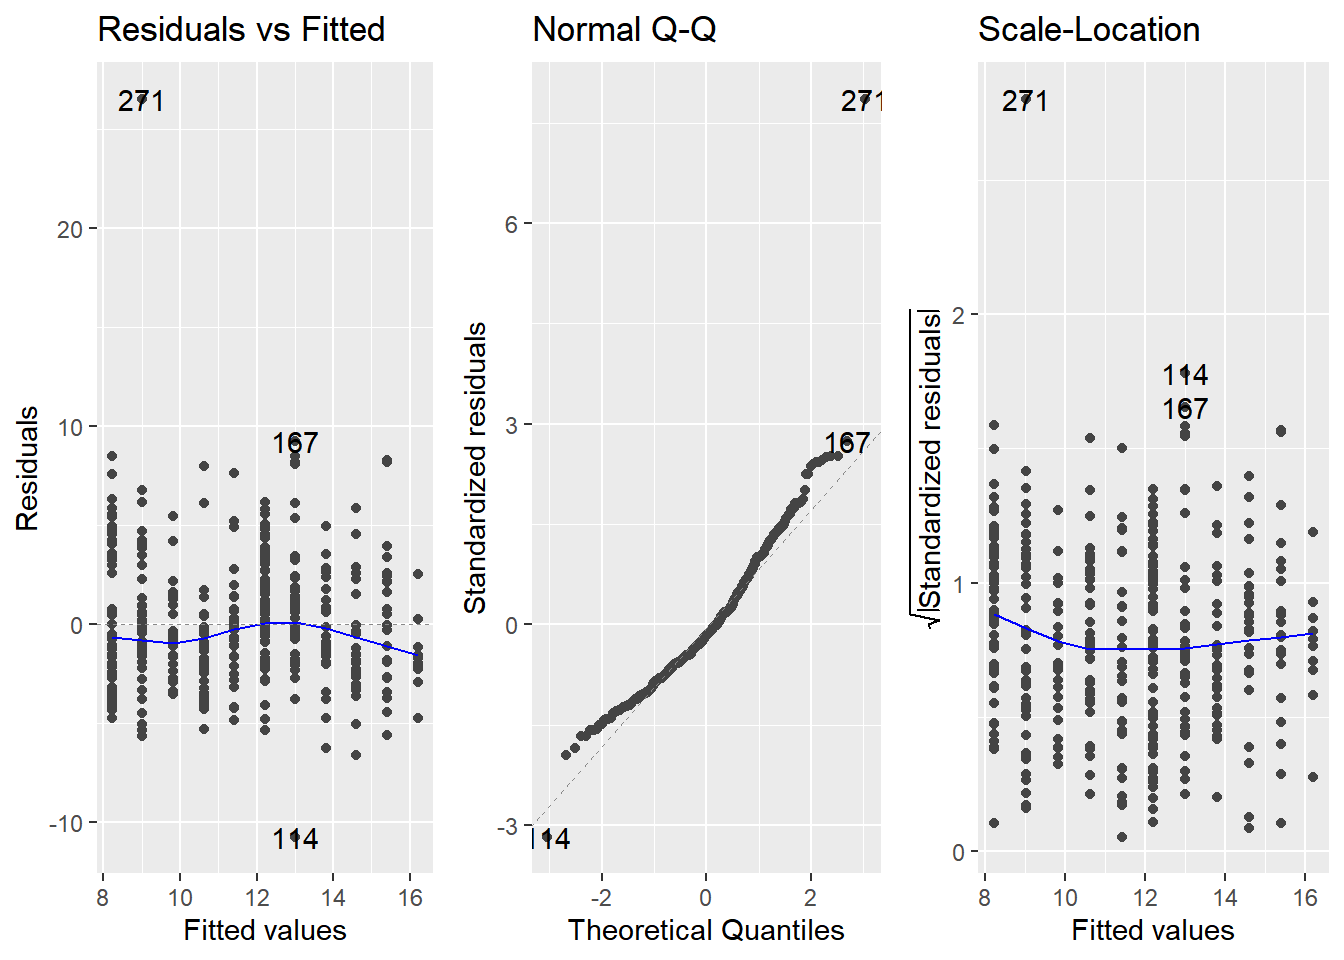 Residuals vs Fitted
271
20
10
167
0
-10
114
8 10 12 14 16
Fitted values
Residuals
Normal Q-Q
271
6
3
167
0
-3
114
-2 0 2
Theoretical Quantiles
Standardized residuals
Scale-Location
271
2
114
167
1
0
8 10 12 14 16
Fitted values
√|Standardized residuals|